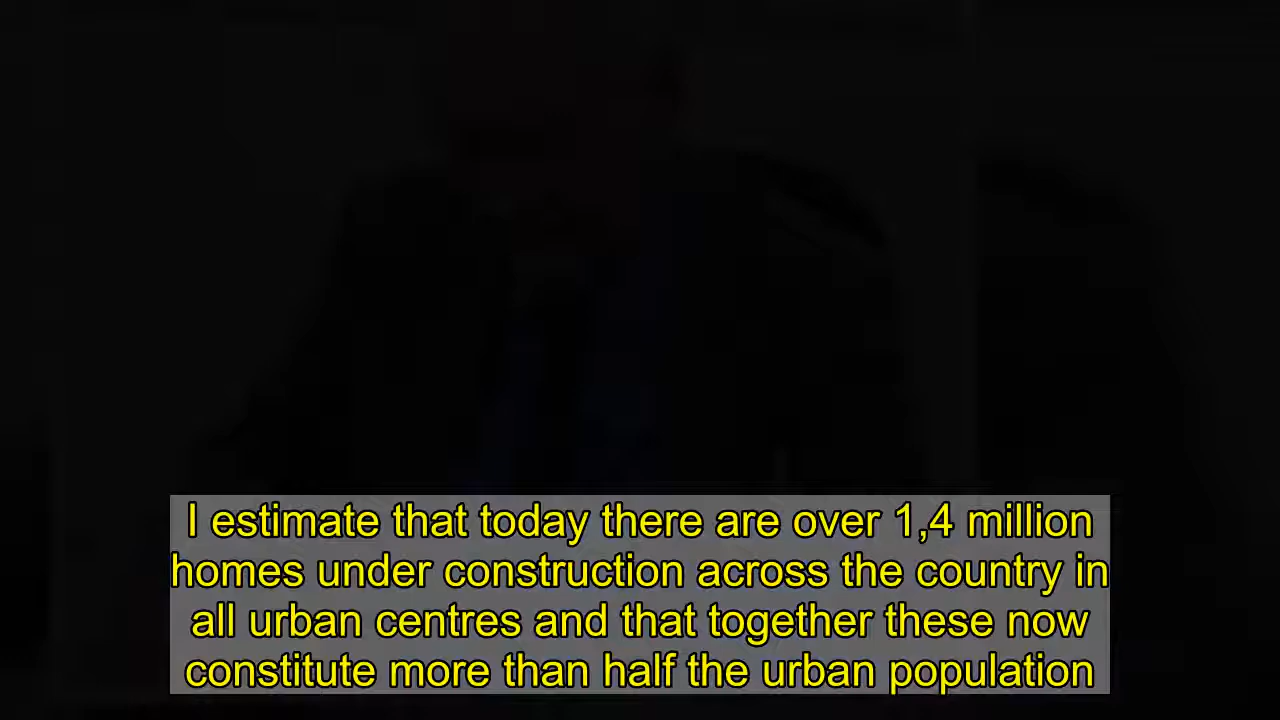 I estimate that today there are over 1,4 million
homes under construction across the country in
all urban centres and that together these now
constitute more than half the urban population